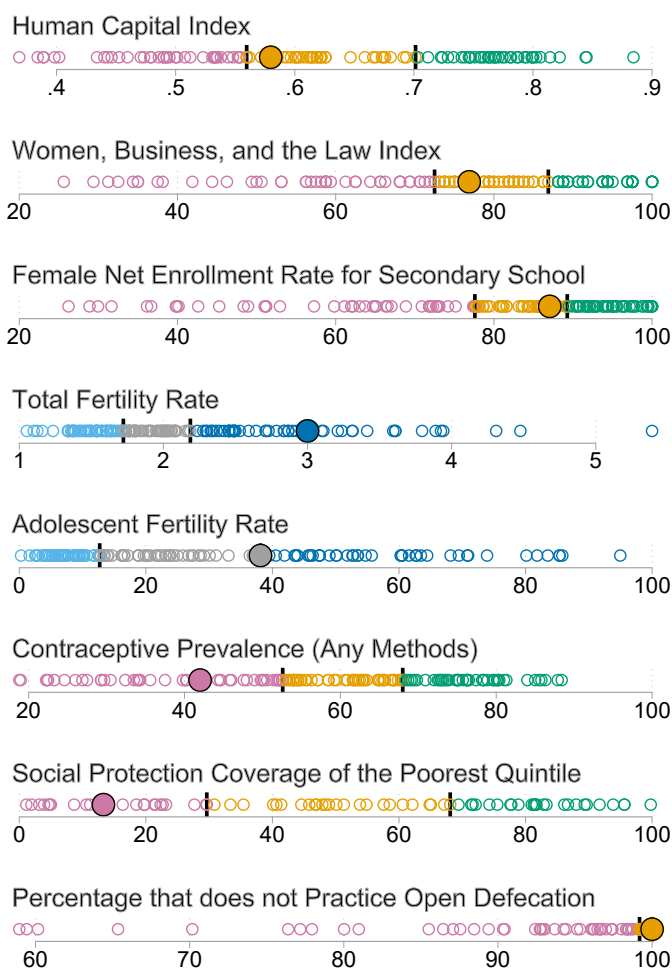 Human Capital Index
.4 .5 .6 .7 .8 .9
Women, Business, and the Law Index
20 40 60 80 100
Female Net Enrollment Rate for Secondary School
20 40 60 80 100
Total Fertility Rate
1 2 3 4 5
Adolescent Fertility Rate
0 20 40 60 80 100
Contraceptive Prevalence (Any Methods)
20 40 60 80 100
Social Protection Coverage of the Poorest Quintile
0 20 40 60 80 100
Percentage that does not Practice Open Defecation
60 70 80 90 100